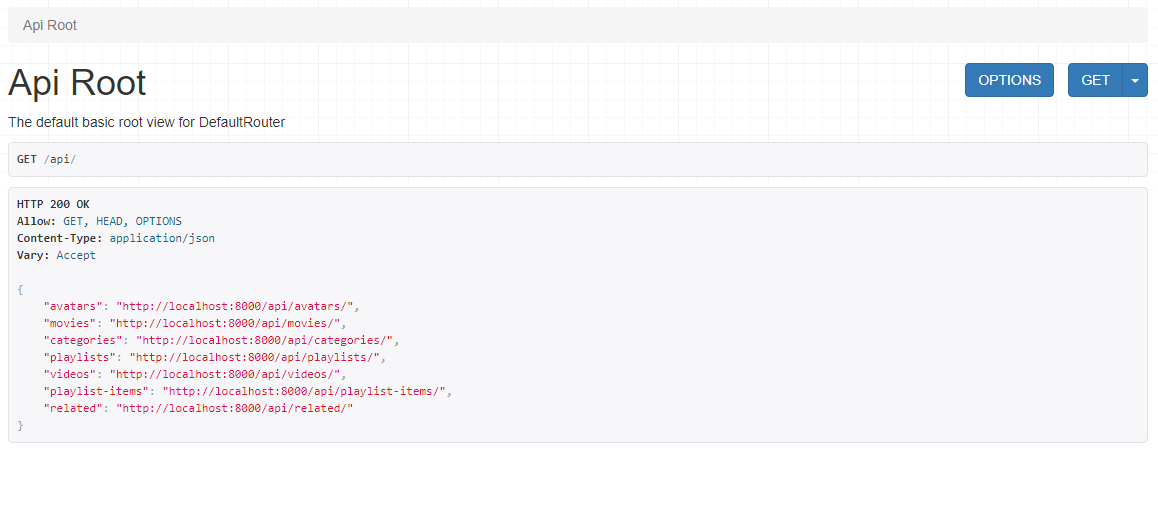 Api Root
Api Root
OPTIONS
GET
The default basic root view for DefaultRouter
GET /api/
HTTP 200 OK
Allow: GET, HEAD, OPTIONS
Content-Type: application/json
Vary: Accept
{
    "avatars": "http://localhost:8000/api/avatars/",
    "movies": "http://localhost:8000/api/movies/",
    "categories": "http://localhost:8000/api/categories/",
    "playlists": "http://localhost:8000/api/playlists/",
    "videos": "http://localhost:8000/api/videos/",
    "playlist-items": "http://localhost:8000/api/playlist-items/",
    "related": "http://localhost:8000/api/related/"
}